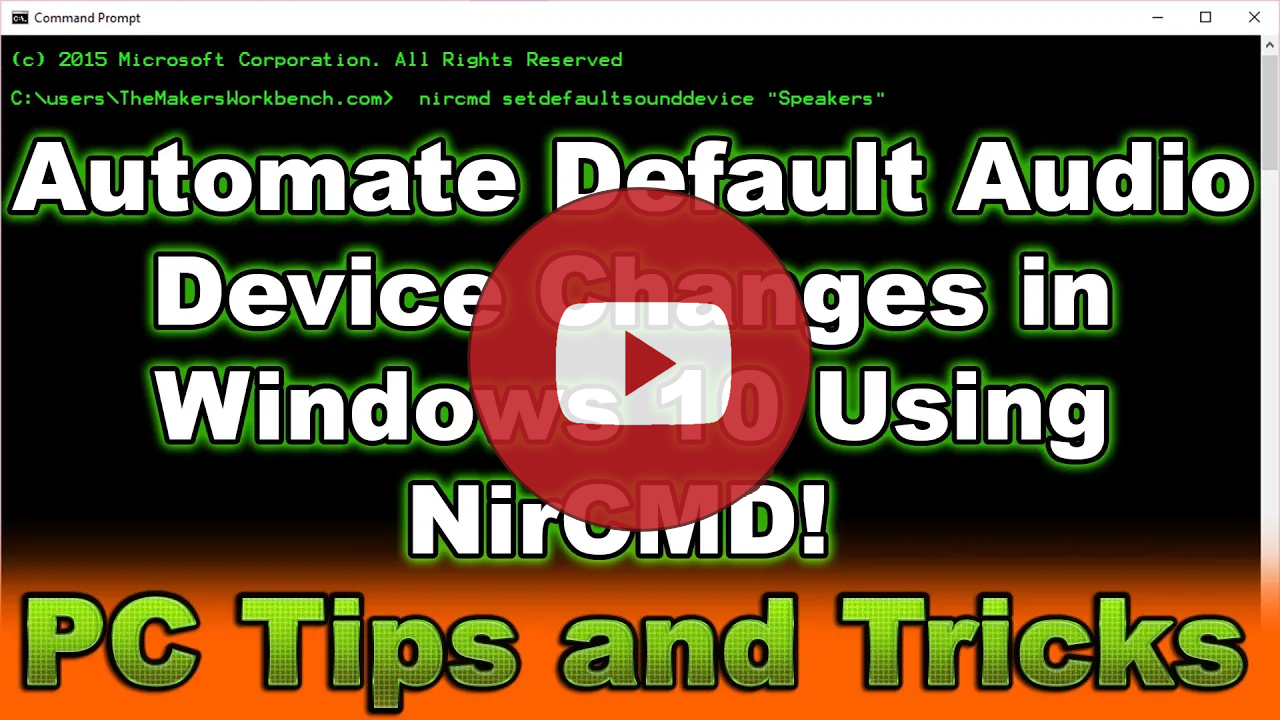 Command Prompt
(c) 2015 Microsoft Corporation. All Rights Reserved
C:\users\TheMakersWorkbench.com> nircmd setdefaultsounddevice "Speakers"
Automate Default Audio
Device Changes in
Windows 10 Using
NirCMD!
PC Tips and Tricks